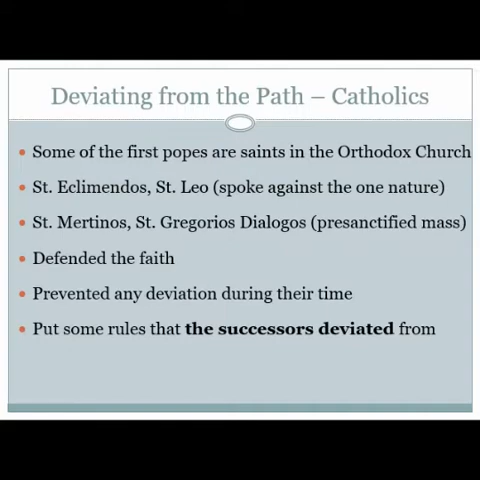 Deviating from the Path – Catholics
Some of the first popes are saints in the Orthodox Church
St. Eclimendos, St. Leo (spoke against the one nature)
St. Mertinos, St. Gregorios Dialogos (presanctified mass)
Defended the faith
Prevented any deviation during their time
Put some rules that the successors deviated from